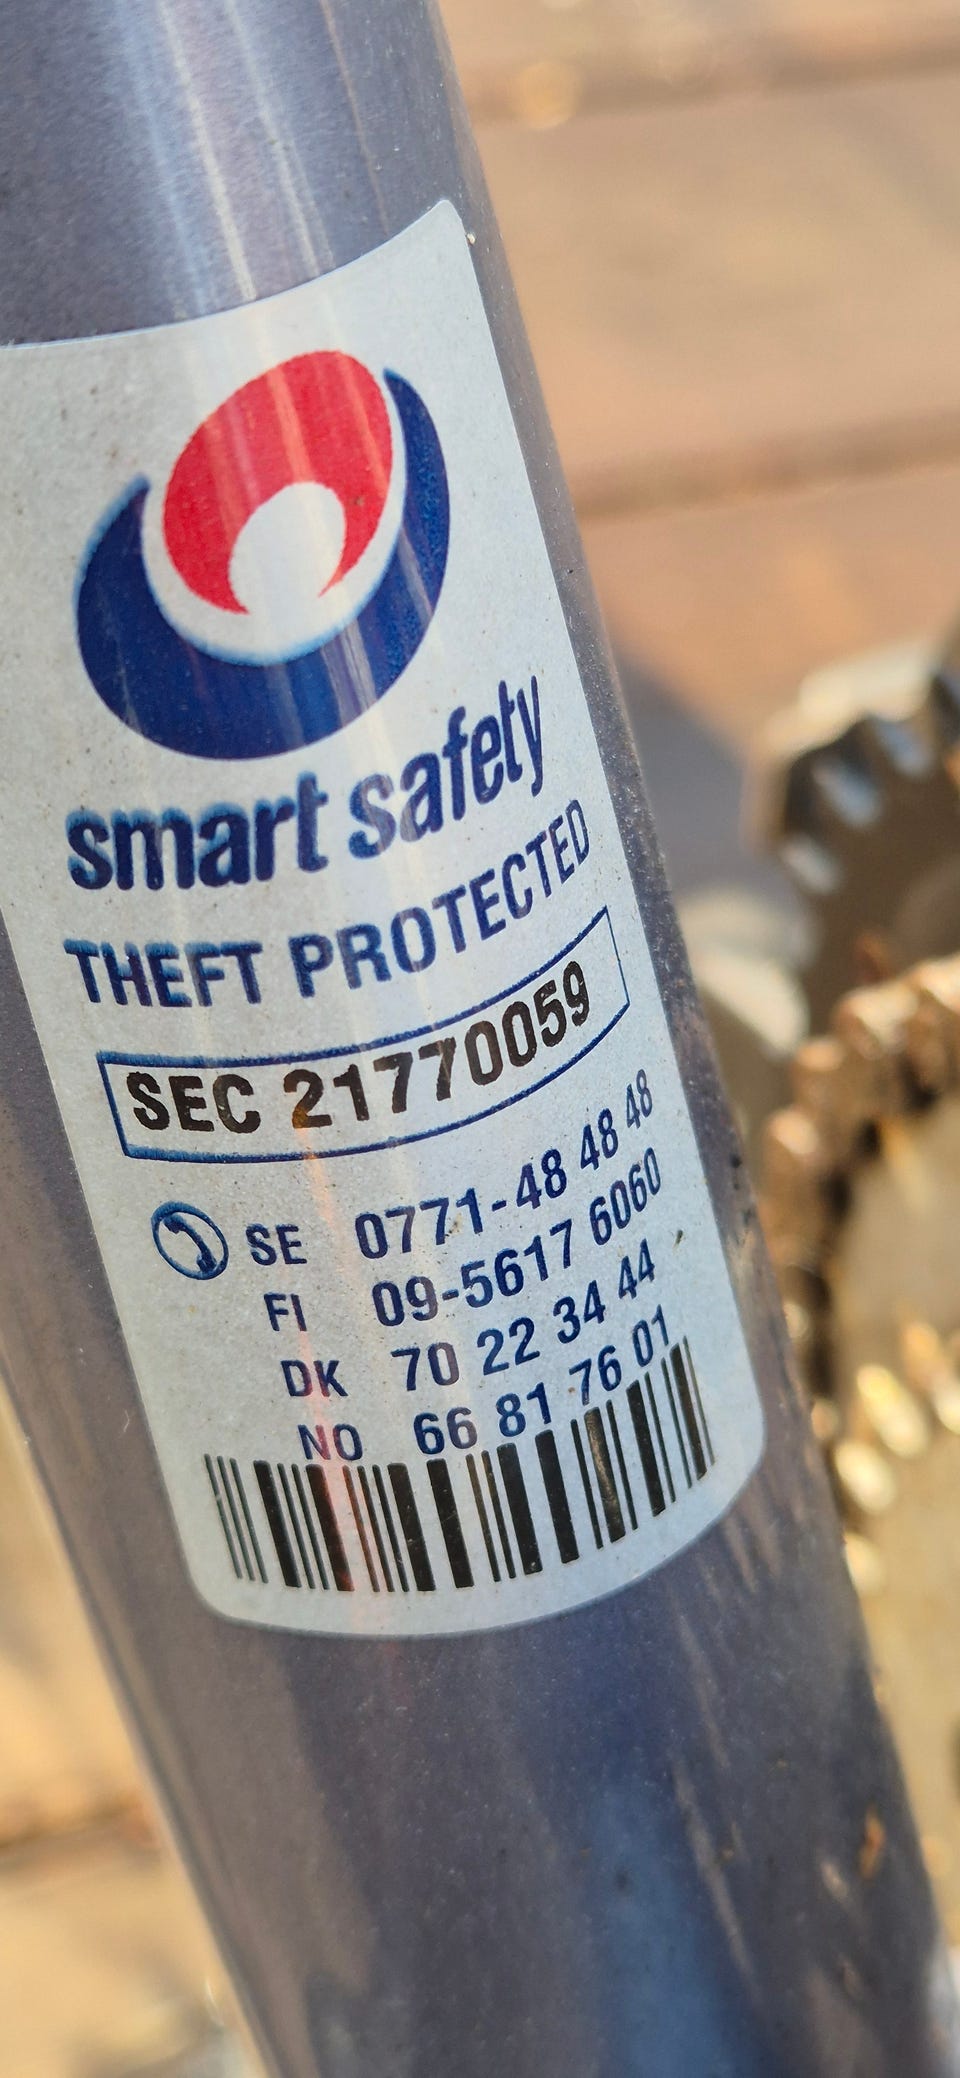 smart safety
THEFT PROTECTED
SEC 21770059
SE 0771-48 48 48
FI 09-5617 6060
DK 70 22 34 44
NO 66 81 76 01